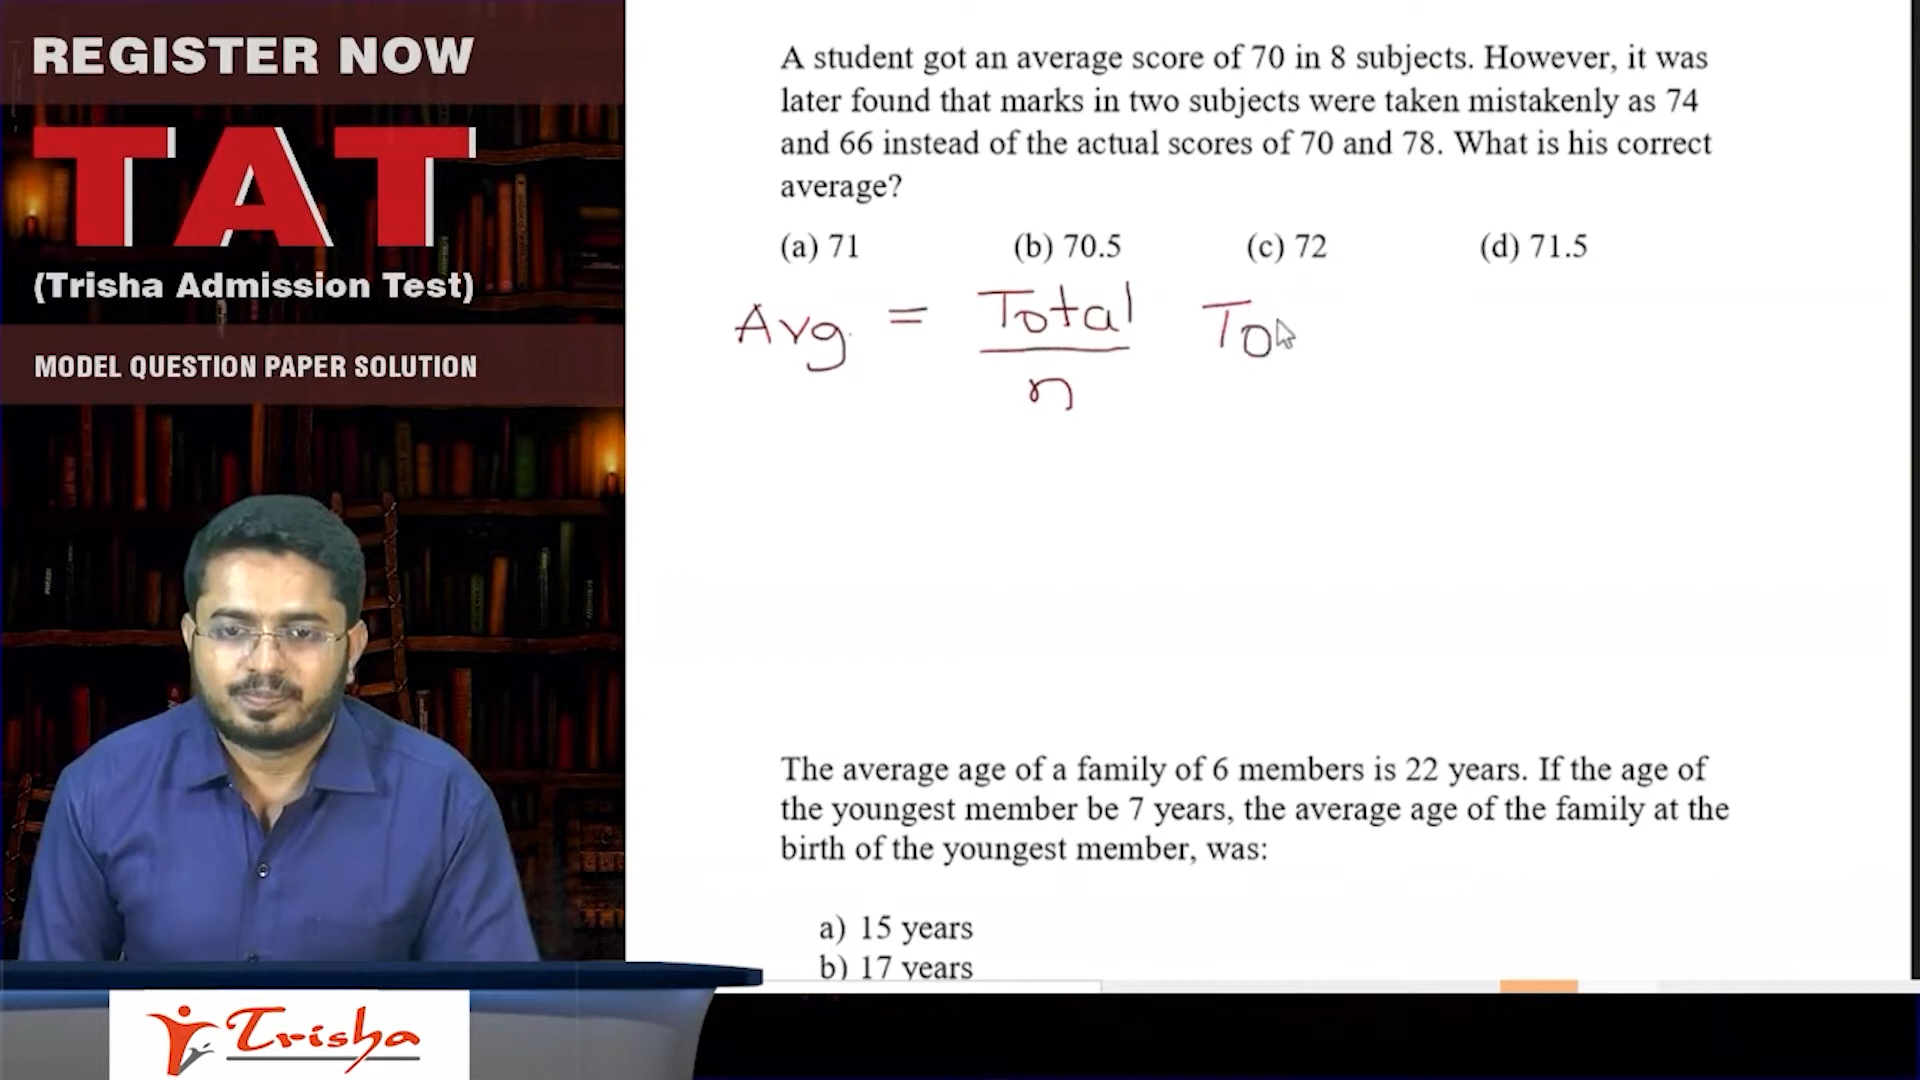 REGISTER NOW
TAT
(Trisha Admission Test)
MODEL QUESTION PAPER SOLUTION
A student got an average score of 70 in 8 subjects. However, it was
later found that marks in two subjects were taken mistakenly as 74
and 66 instead of the actual scores of 70 and 78. What is his correct
average?
(a) 71 (b) 70.5 (c) 72 (d) 71.5
Avg. = Total To
n
The average age of a family of 6 members is 22 years. If the age of
the youngest member be 7 years, the average age of the family at the
birth of the youngest member, was:
a) 15 years
b) 17 years
Trisha